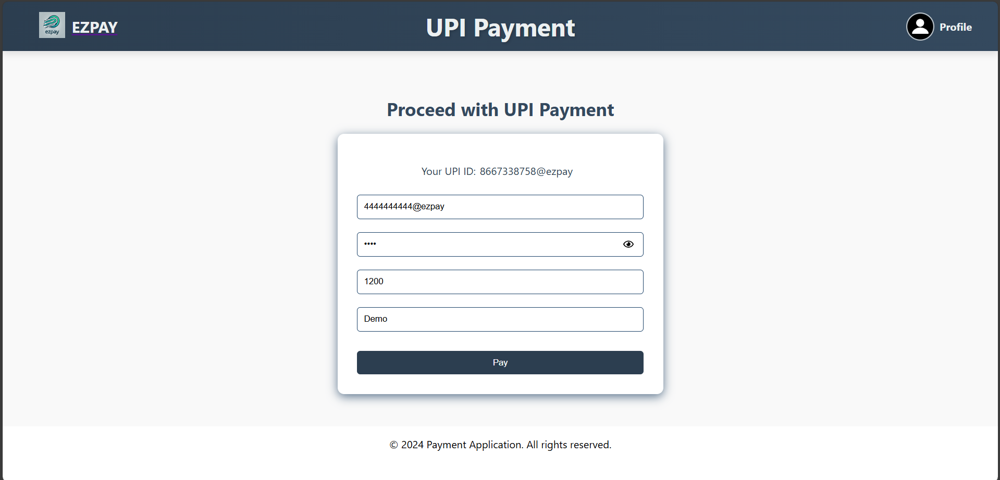 ezpay
EZPAY
UPI Payment
Profile
Proceed with UPI Payment
Your UPI ID: 8667338758@ezpay
4444444444@ezpay
••••
1200
Demo
Pay
© 2024 Payment Application. All rights reserved.